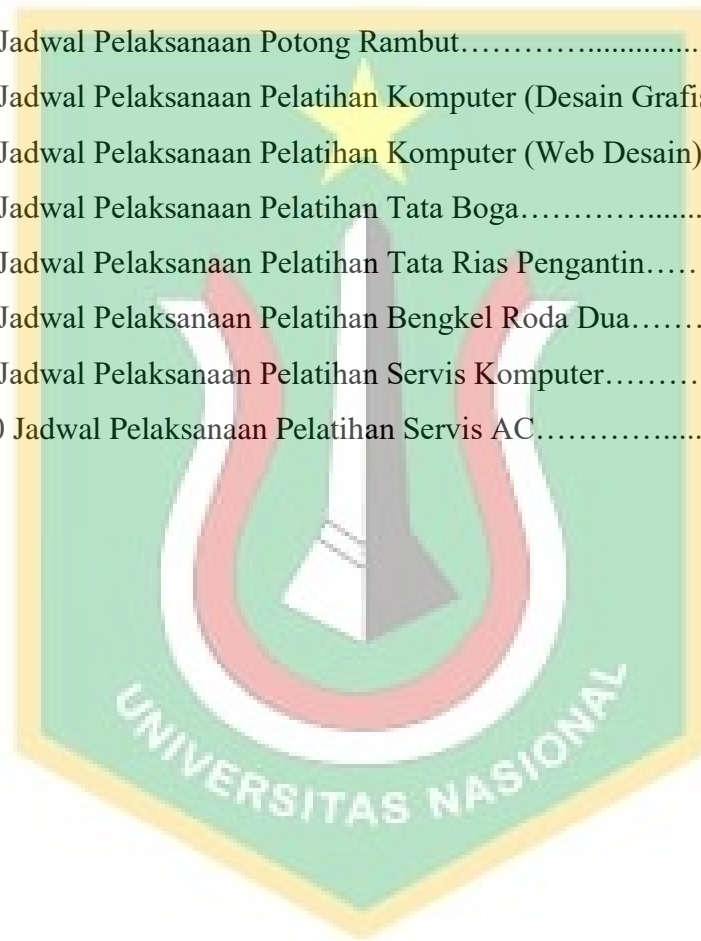 Jadwal Pelaksanaan Potong Rambut…………..............
Jadwal Pelaksanaan Pelatihan Komputer (Desain Grafis
Jadwal Pelaksanaan Pelatihan Komputer (Web Desain)
Jadwal Pelaksanaan Pelatihan Tata Boga………….......
Jadwal Pelaksanaan Pelatihan Tata Rias Pengantin……
Jadwal Pelaksanaan Pelatihan Bengkel Roda Dua…….
Jadwal Pelaksanaan Pelatihan Servis Komputer………
0 Jadwal Pelaksanaan Pelatihan Servis AC………….....
UNIVERSITAS NASIONAL